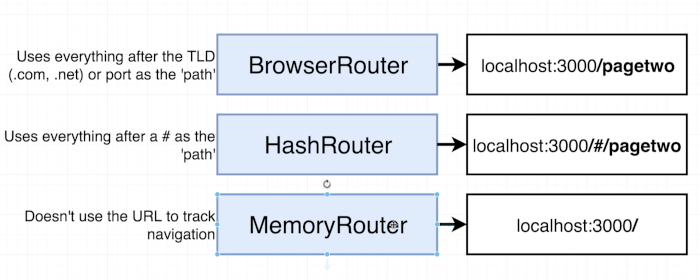 Uses everything after the TLD
(.com, .net) or port as the 'path'
BrowserRouter
localhost:3000/pagetwo
Uses everything after a # as the
'path'
HashRouter
localhost:3000/#/pagetwo
Doesn't use the URL to track
navigation
MemoryRouter
localhost:3000/